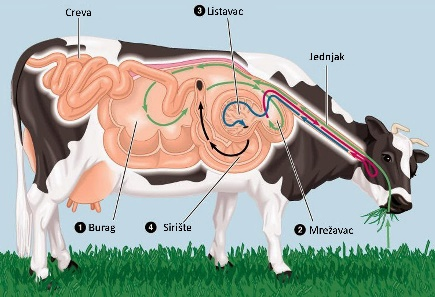 Creva
❸ Listavac
Jednjak
❶ Burag
❹ Sirište
❷ Mrežavac